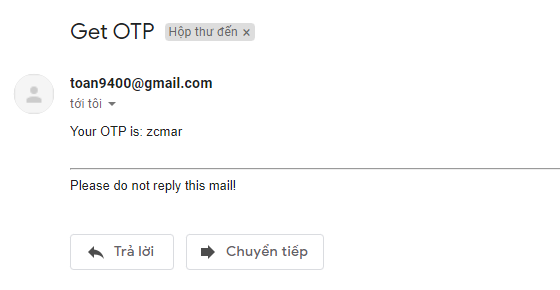 Get OTP Hộp thư đến ×
toan9400@gmail.com
tới tôi
Your OTP is: zcmar
Please do not reply this mail!
Trả lời Chuyển tiếp